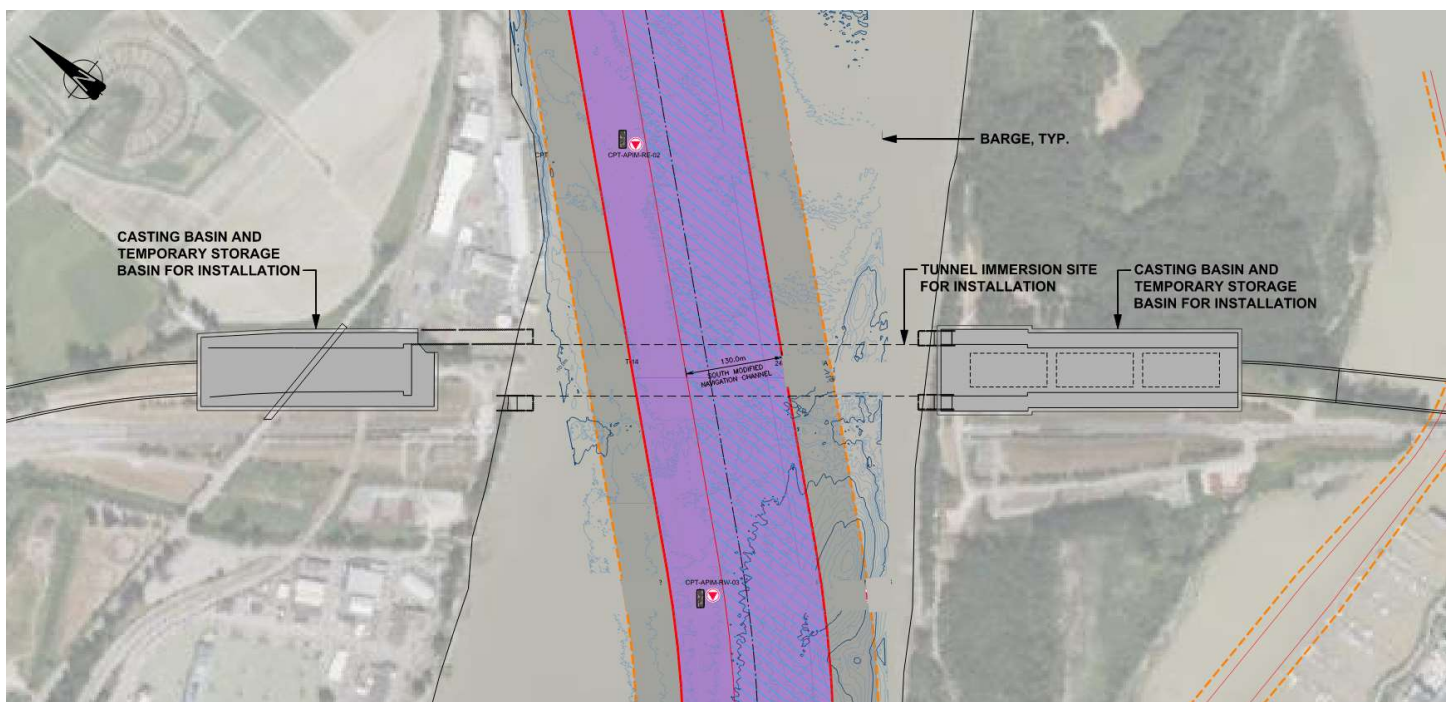 BARGE, TYP.
CPT-APIM-RE-02
CASTING BASIN AND
TEMPORARY STORAGE
BASIN FOR INSTALLATION
TUNNEL IMMERSION SITE
FOR INSTALLATION
CASTING BASIN AND
TEMPORARY STORAGE
BASIN FOR INSTALLATION
130.0m
SOUTH MODIFIED
NAVIGATION CHANNEL
CPT-APIM-RW-03